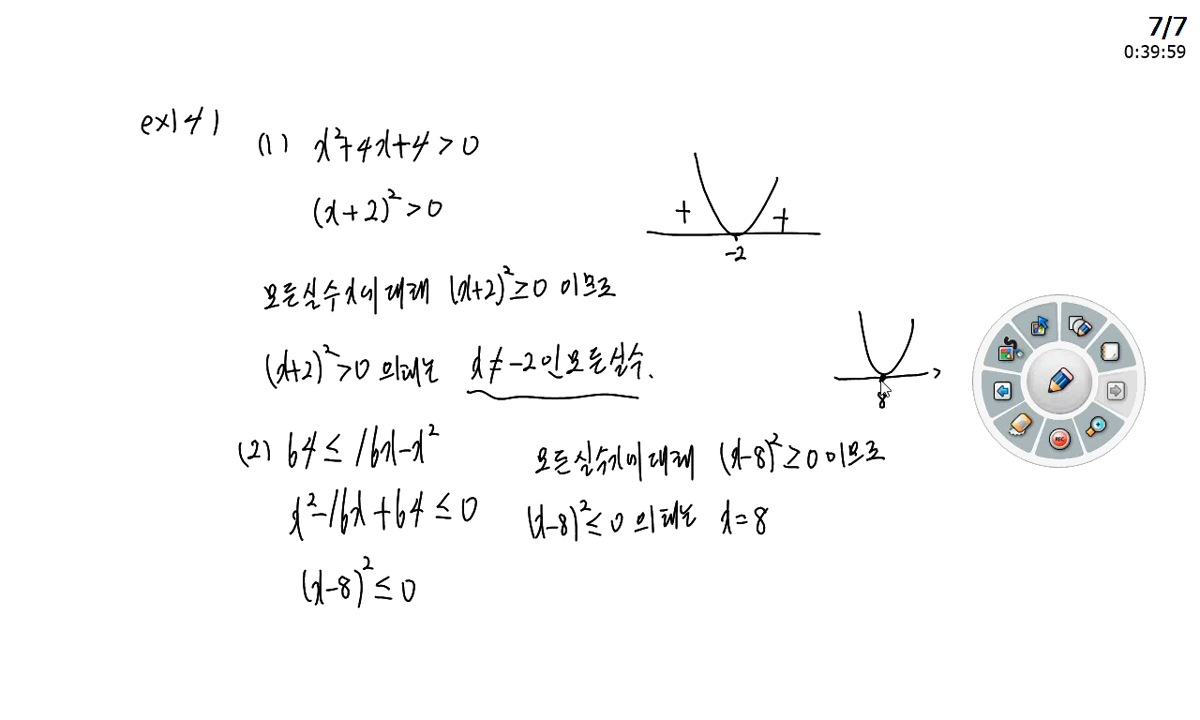 7/7
0:39:59
ex141
(1) x²+4x+4>0
(x+2)²>0
+ +
-2
모든 실수 x에 대해 (x+2)²≥0 이므로
(x+2)²>0 의 해는 x≠-2인 모든 실수.
8
(2) 64≤16x-x²
x²-16x+64≤0
(x-8)²≤0
모든 실수 x에 대해 (x-8)²≥0 이므로
(x-8)²≤0 의 해는 x=8
REC